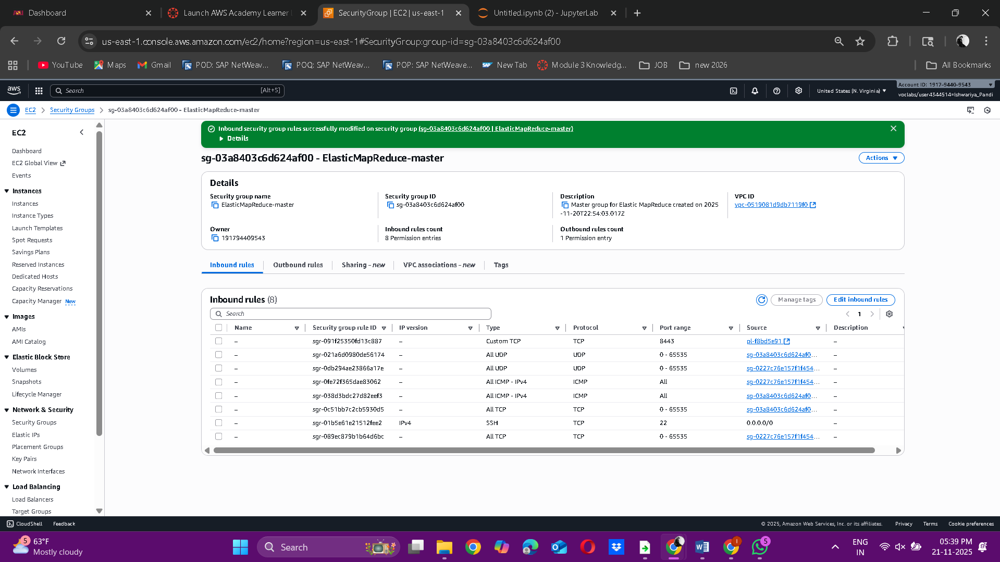 Dashboard
Launch AWS Academy Learner
SecurityGroup | EC2 | us-east-1
Untitled.ipynb (2) - JupyterLab
us-east-1.console.aws.amazon.com/ec2/home?region=us-east-1#SecurityGroup:group-id=sg-03a8403c6d624af00
YouTube
Maps
Gmail
POD: SAP NetWeav...
POQ: SAP NetWeav...
POP: SAP NetWeave...
New Tab
Module 3 Knowledg...
JOB
new 2026
All Bookmarks
aws
Search
[Alt+S]
United States (N. Virginia)
Account ID: 1917-9440-9543
voclabs/user4344514=Ishwariya_Pandi
EC2
Security Groups
sg-03a8403c6d624af00 - ElasticMapReduce-master
EC2
Dashboard
EC2 Global View
Events
Instances
Instances
Instance Types
Launch Templates
Spot Requests
Savings Plans
Reserved Instances
Dedicated Hosts
Capacity Reservations
Capacity Manager New
Images
AMIs
AMI Catalog
Elastic Block Store
Volumes
Snapshots
Lifecycle Manager
Network & Security
Security Groups
Elastic IPs
Placement Groups
Key Pairs
Network Interfaces
Load Balancing
Load Balancers
Target Groups
Inbound security group rules successfully modified on security group (sg-03a8403c6d624af00 | ElasticMapReduce-master)
Details
sg-03a8403c6d624af00 - ElasticMapReduce-master
Actions
Details
Security group name
ElasticMapReduce-master
Security group ID
sg-03a8403c6d624af00
Description
Master group for Elastic MapReduce created on 2025
-11-20T22:54:03.017Z
VPC ID
vpc-0519081d9db7119f0
Owner
191794409543
Inbound rules count
8 Permission entries
Outbound rules count
1 Permission entry
Inbound rules
Outbound rules
Sharing - new
VPC associations - new
Tags
Inbound rules (8)
Manage tags
Edit inbound rules
Search
1
Name Security group rule ID IP version Type Protocol Port range Source Description
– sgr-091f25350fd13c887 – Custom TCP TCP 8443 pl-f8bd5e91 –
– sgr-021a6d0980de56174 – All UDP UDP 0 - 65535 sg-03a8403c6d624af0... –
– sgr-0db294ae23866a17e – All UDP UDP 0 - 65535 sg-0227c76e157f1f454... –
– sgr-0fe72f365dae83062 – All ICMP - IPv4 ICMP All sg-0227c76e157f1f454... –
– sgr-038d3bdc27d82eef3 – All ICMP - IPv4 ICMP All sg-03a8403c6d624af0... –
– sgr-0c51bb7c2cb5930d5 – All TCP TCP 0 - 65535 sg-03a8403c6d624af0... –
– sgr-01b5e61e21512fee2 IPv4 SSH TCP 22 0.0.0.0/0 –
– sgr-089ec879b1b64d6bc – All TCP TCP 0 - 65535 sg-0227c76e157f1f454... –
CloudShell
Feedback
© 2025, Amazon Web Services, Inc. or its affiliates.
Privacy
Terms
Cookie preferences
5
63°F
Mostly cloudy
Search
5
ENG
IN
05:39 PM
21-11-2025